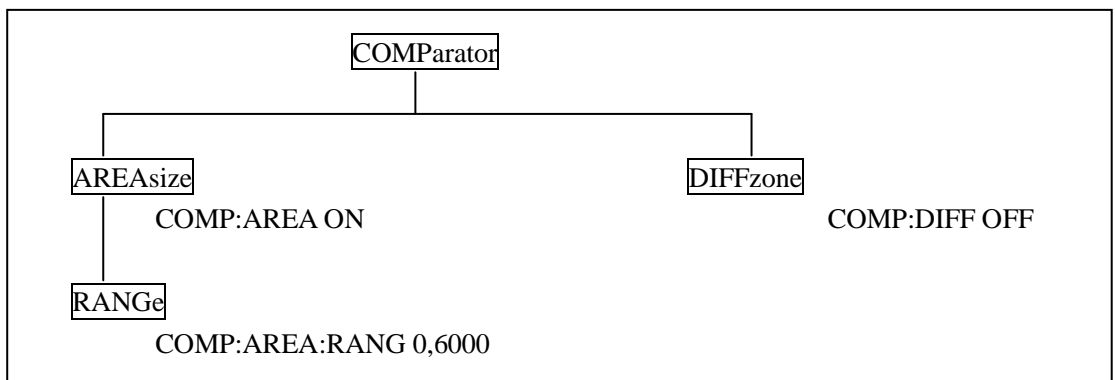 COMParator
AREAsize
DIFFzone
COMP:AREA ON
COMP:DIFF OFF
RANGe
COMP:AREA:RANG 0,6000